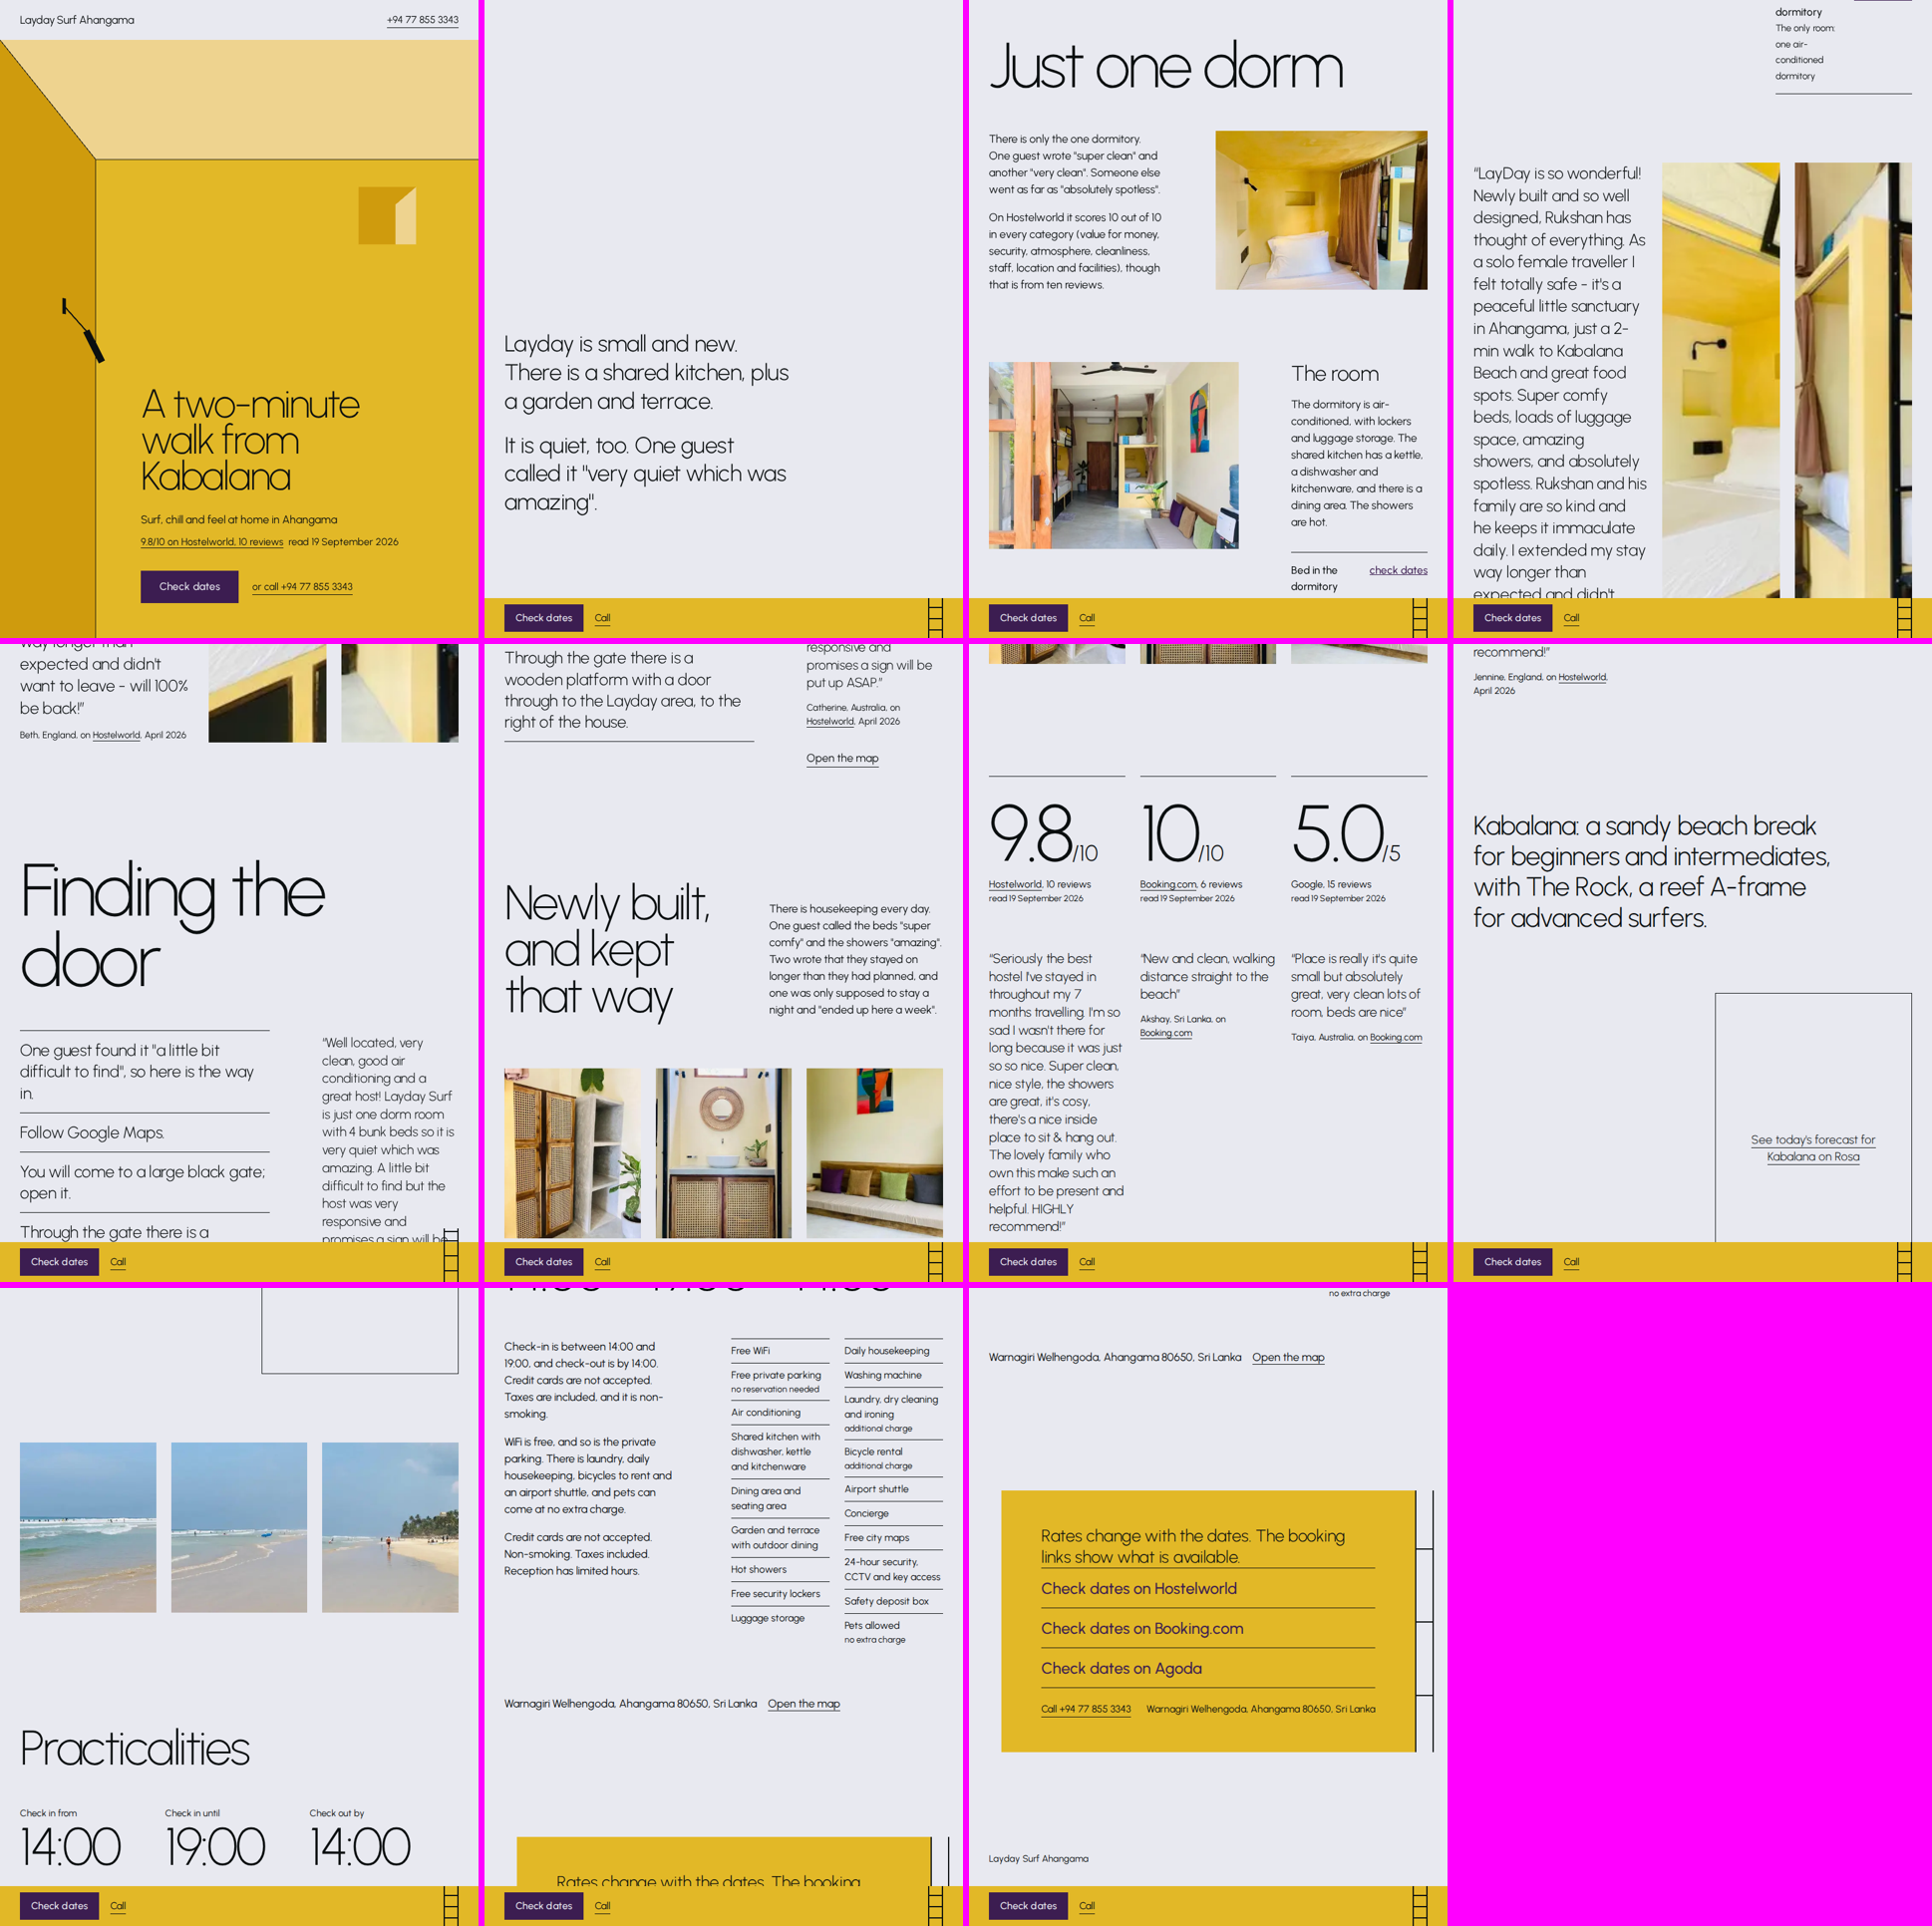 Layday Surf Ahangama
+94 77 855 3343
A two-minute
walk from
Kabalana
Surf, chill and feel at home in Ahangama
9.8/10 on Hostelworld, 10 reviews read 19 September 2026
Check dates
or call +94 77 855 3343
Layday is small and new.
There is a shared kitchen, plus
a garden and terrace.
It is quiet, too. One guest
called it "very quiet which was
amazing".
Check dates
Call
Just one dorm
There is only the one dormitory.
One guest wrote "super clean" and
another "very clean". Someone else
went as far as "absolutely spotless".
On Hostelworld it scores 10 out of 10
in every category (value for money,
security, atmosphere, cleanliness,
staff, location and facilities), though
that is from ten reviews.
The room
The dormitory is air-
conditioned, with lockers
and luggage storage. The
shared kitchen has a kettle,
a dishwasher and
kitchenware, and there is a
dining area. The showers
are hot.
Bed in the
dormitory
check dates
Check dates
Call
dormitory
The only room:
one air-
conditioned
dormitory
"LayDay is so wonderful!
Newly built and so well
designed, Rukshan has
thought of everything. As
a solo female traveller I
felt totally safe - it's a
peaceful little sanctuary
in Ahangama, just a 2-
min walk to Kabalana
Beach and great food
spots. Super comfy
beds, loads of luggage
space, amazing
showers, and absolutely
spotless. Rukshan and his
family are so kind and
he keeps it immaculate
daily. I extended my stay
way longer than
expected and didn't
Check dates
Call
way longer than
expected and didn't
want to leave - will 100%
be back!"
Beth, England, on Hostelworld, April 2026
Finding the
door
One guest found it "a little bit
difficult to find", so here is the way
in.
Follow Google Maps.
You will come to a large black gate;
open it.
Through the gate there is a
"Well located, very
clean, good air
conditioning and a
great host! Layday Surf
is just one dorm room
with 4 bunk beds so it is
very quiet which was
amazing. A little bit
difficult to find but the
host was very
responsive and
promises a sign will be
Check dates
Call
Through the gate there is a
wooden platform with a door
through to the Layday area, to the
right of the house.
responsive and
promises a sign will be
put up ASAP."
Catherine, Australia, on
Hostelworld, April 2026
Open the map
Newly built,
and kept
that way
There is housekeeping every day.
One guest called the beds "super
comfy" and the showers "amazing".
Two wrote that they stayed on
longer than they had planned, and
one was only supposed to stay a
night and "ended up here a week".
Check dates
Call
9.8/10
Hostelworld, 10 reviews
read 19 September 2026
10/10
Booking.com, 6 reviews
read 19 September 2026
5.0/5
Google, 15 reviews
read 19 September 2026
"Seriously the best
hostel I've stayed in
throughout my 7
months travelling. I'm so
sad I wasn't there for
long because it was just
so so nice. Super clean,
nice style, the showers
are great, it's cosy,
there's a nice inside
place to sit & hang out.
The lovely family who
own this make such an
effort to be present and
helpful. HIGHLY
recommend!"
"New and clean, walking
distance straight to the
beach"
Akshay, Sri Lanka, on
Booking.com
"Place is really it's quite
small but absolutely
great, very clean lots of
room, beds are nice"
Taiya, Australia, on Booking.com
Check dates
Call
recommend!"
Jennine, England, on Hostelworld,
April 2026
Kabalana: a sandy beach break
for beginners and intermediates,
with The Rock, a reef A-frame
for advanced surfers.
See today's forecast for
Kabalana on Rosa
Check dates
Call
Practicalities
Check in from
14:00
Check in until
19:00
Check out by
14:00
Check dates
Call
14:00 19:00 14:00
Check-in is between 14:00 and
19:00, and check-out is by 14:00.
Credit cards are not accepted.
Taxes are included, and it is non-
smoking.
WiFi is free, and so is the private
parking. There is laundry, daily
housekeeping, bicycles to rent and
an airport shuttle, and pets can
come at no extra charge.
Credit cards are not accepted.
Non-smoking. Taxes included.
Reception has limited hours.
Free WiFi
Free private parking
no reservation needed
Air conditioning
Shared kitchen with
dishwasher, kettle
and kitchenware
Dining area and
seating area
Garden and terrace
with outdoor dining
Hot showers
Free security lockers
Luggage storage
Daily housekeeping
Washing machine
Laundry, dry cleaning
and ironing
additional charge
Bicycle rental
additional charge
Airport shuttle
Concierge
Free city maps
24-hour security,
CCTV and key access
Safety deposit box
Pets allowed
no extra charge
Warnagiri Welhengoda, Ahangama 80650, Sri Lanka
Open the map
Rates change with the dates. The booking
Check dates
Call
no extra charge
Warnagiri Welhengoda, Ahangama 80650, Sri Lanka
Open the map
Rates change with the dates. The booking
links show what is available.
Check dates on Hostelworld
Check dates on Booking.com
Check dates on Agoda
Call +94 77 855 3343
Warnagiri Welhengoda, Ahangama 80650, Sri Lanka
Layday Surf Ahangama
Check dates
Call